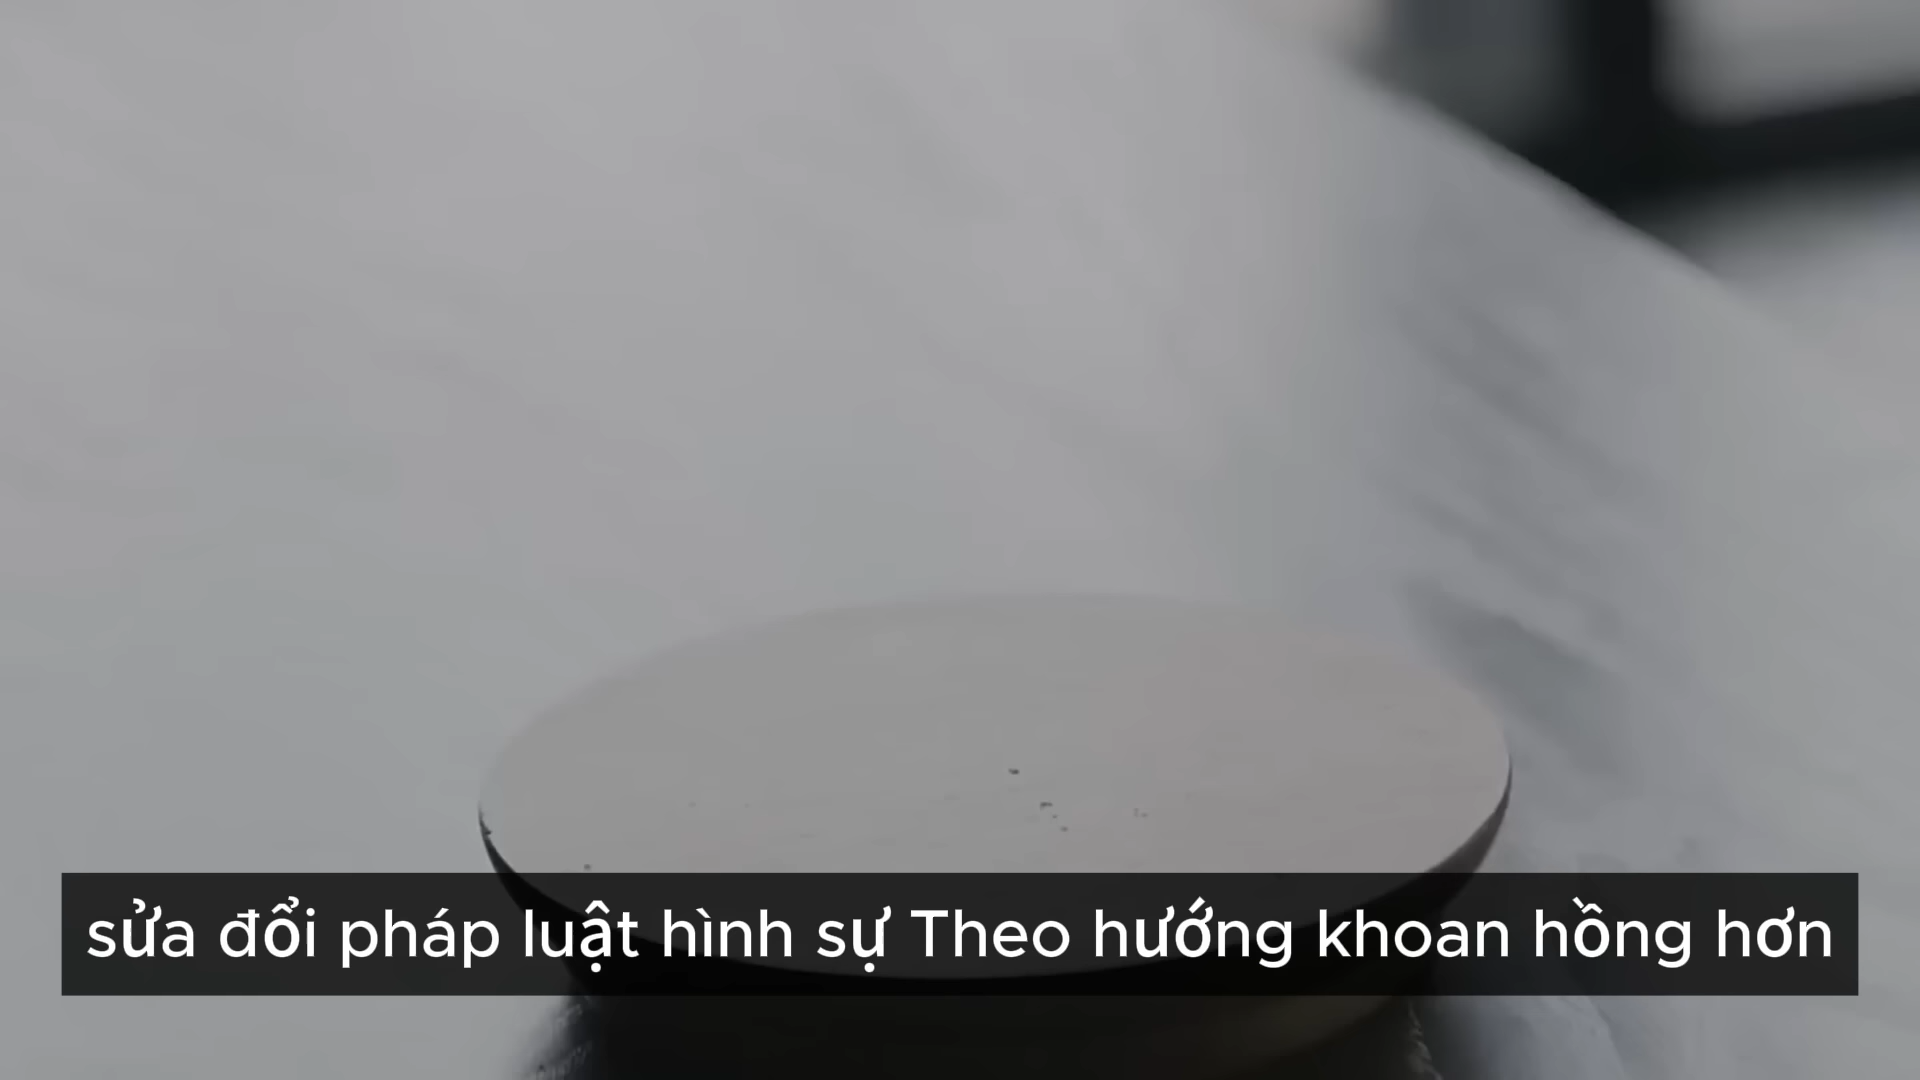 sửa đổi pháp luật hình sự Theo hướng khoan hồng hơn